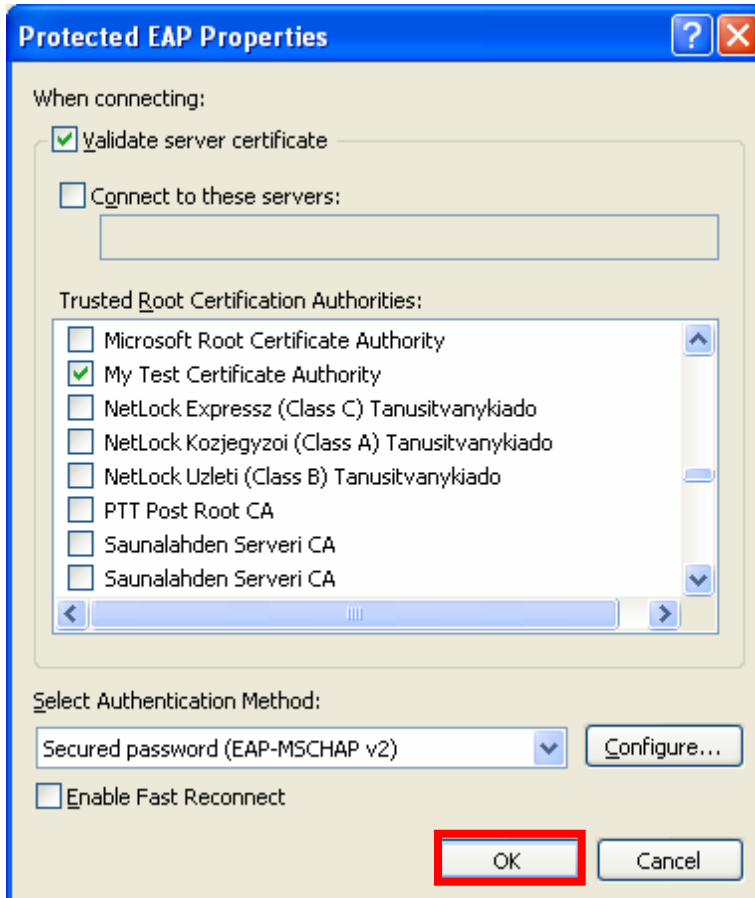 Protected EAP Properties
When connecting:
Validate server certificate
Connect to these servers:
Trusted Root Certification Authorities:
Microsoft Root Certificate Authority
My Test Certificate Authority
NetLock Expressz (Class C) Tanusitvanykiado
NetLock Kozjegyzoi (Class A) Tanusitvanykiado
NetLock Uzleti (Class B) Tanusitvanykiado
PTT Post Root CA
Saunalahden Serveri CA
Saunalahden Serveri CA
Select Authentication Method:
Secured password (EAP-MSCHAP v2) Configure...
Enable Fast Reconnect
OK Cancel